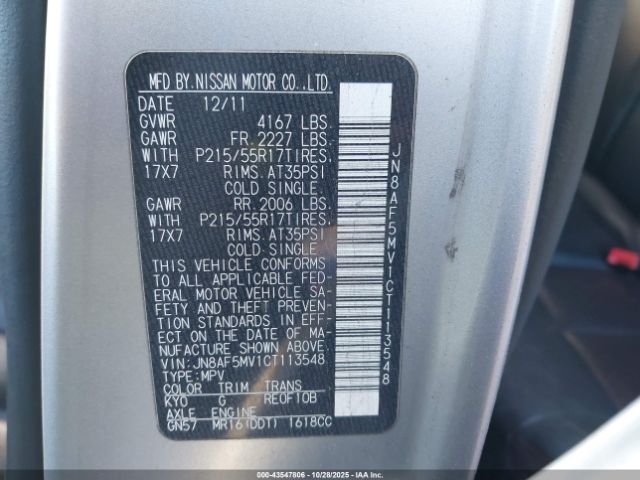 MFD BY.NISSAN MOTOR CO.,LTD.
DATE 12/11
GVWR 4167 LBS.
GAWR FR.2227 LBS.
WITH P215/55R17TIRES.
17X7 RIMS.AT35PSI
COLD SINGLE.
GAWR RR.2006 LBS.
WITH P215/55R17TIRES.
17X7 RIMS.AT35PSI
COLD SINGLE
THIS VEHICLE CONFORMS
TO ALL APPLICABLE FED-
ERAL MOTOR VEHICLE SA-
FETY AND THEFT PREVEN-
TION STANDARDS IN EFF-
ECT ON THE DATE OF MA-
NUFACTURE SHOWN ABOVE.
VIN:JN8AF5MV1CT113548
TYPE:MPV
COLOR TRIM TRANS
KYO G RE0F10B
AXLE ENGINE
GN57 MR16(DDT) 1618CC
JN8AF5MV1CT113548
000-43547806 - 10/28/2025 - IAAI.com